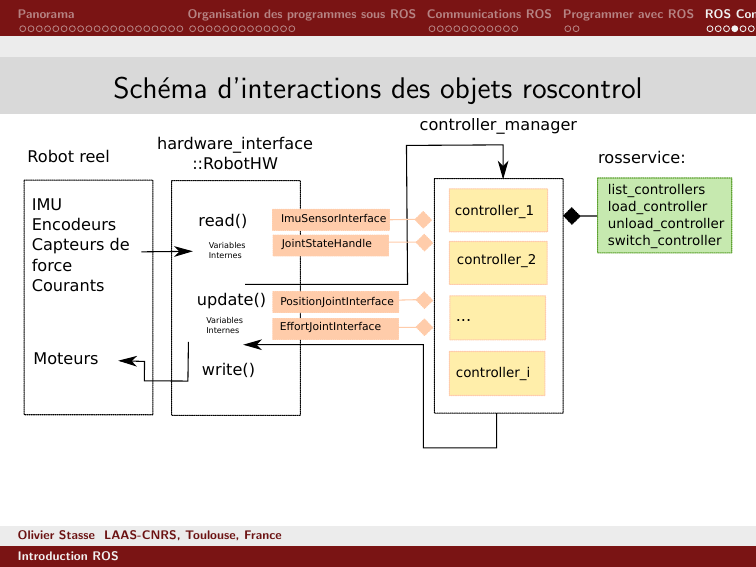 Panorama
Organisation des programmes sous ROS
Communications ROS
Programmer avec ROS
ROS Con
Schéma d'interactions des objets roscontrol
controller_manager
hardware_interface
::RobotHW
Robot reel
rosservice:
IMU
Encodeurs
Capteurs de
force
Courants
Moteurs
read()
Variables
Internes
update()
Variables
Internes
write()
ImuSensorInterface
JointStateHandle
PositionJointInterface
EffortJointInterface
controller_1
controller_2
...
controller_i
list_controllers
load_controller
unload_controller
switch_controller
Olivier Stasse LAAS-CNRS, Toulouse, France
Introduction ROS